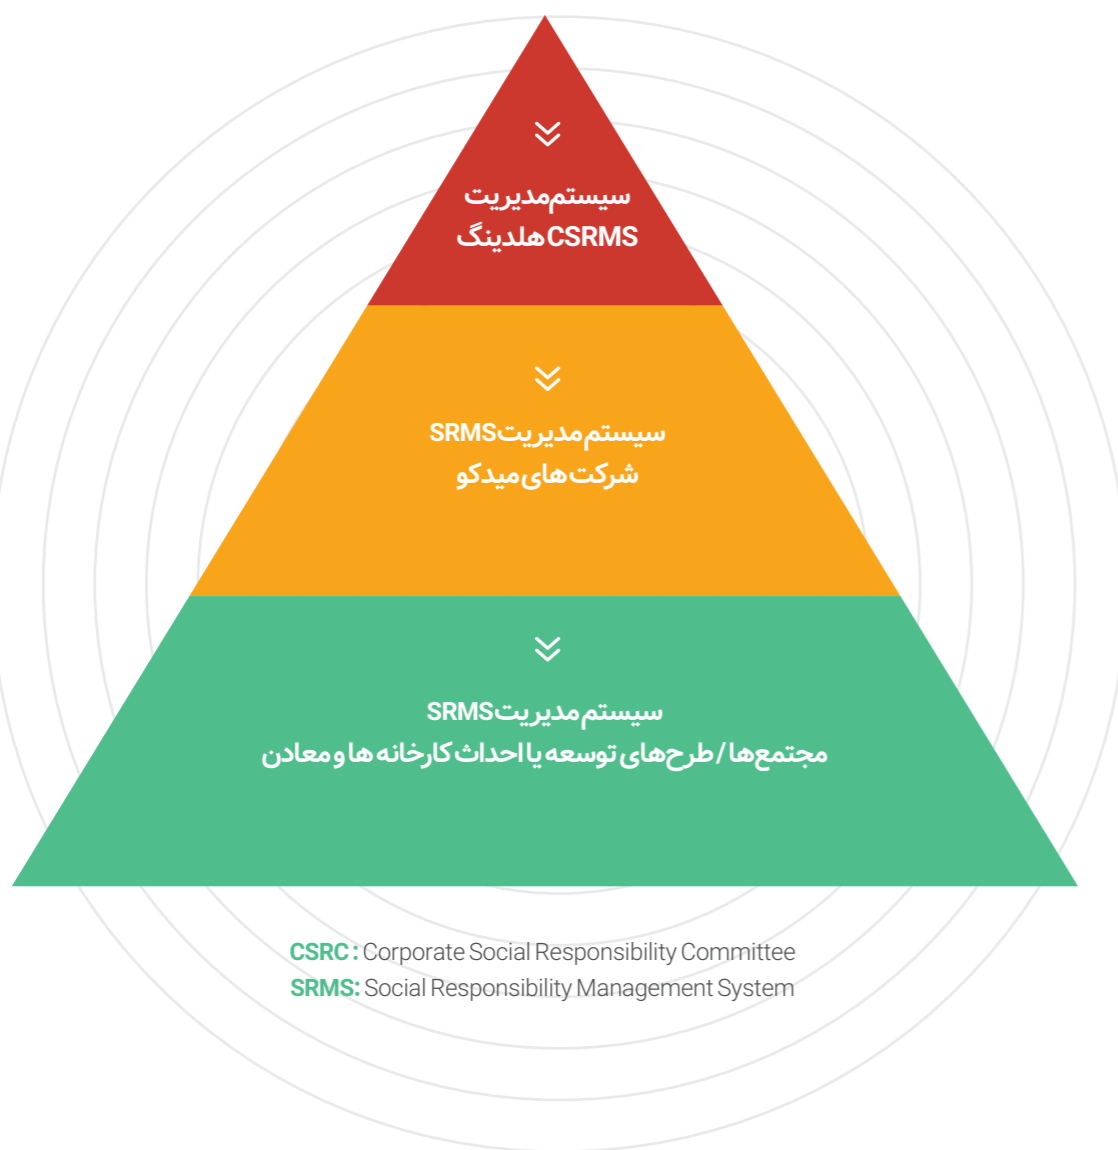 سیستم مدیریت
CSRMS هلدینگ
سیستم مدیریت SRMS
شرکت های میدکو
سیستم مدیریت SRMS
مجتمع‌ها / طرح‌های توسعه یا احداث کارخانه ها و معادن
CSRC : Corporate Social Responsibility Committee
SRMS: Social Responsibility Management System